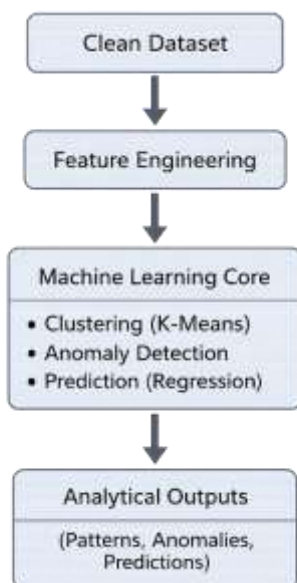 Clean Dataset
Feature Engineering
Machine Learning Core
• Clustering (K-Means)
• Anomaly Detection
• Prediction (Regression)
Analytical Outputs
(Patterns, Anomalies,
Predictions)